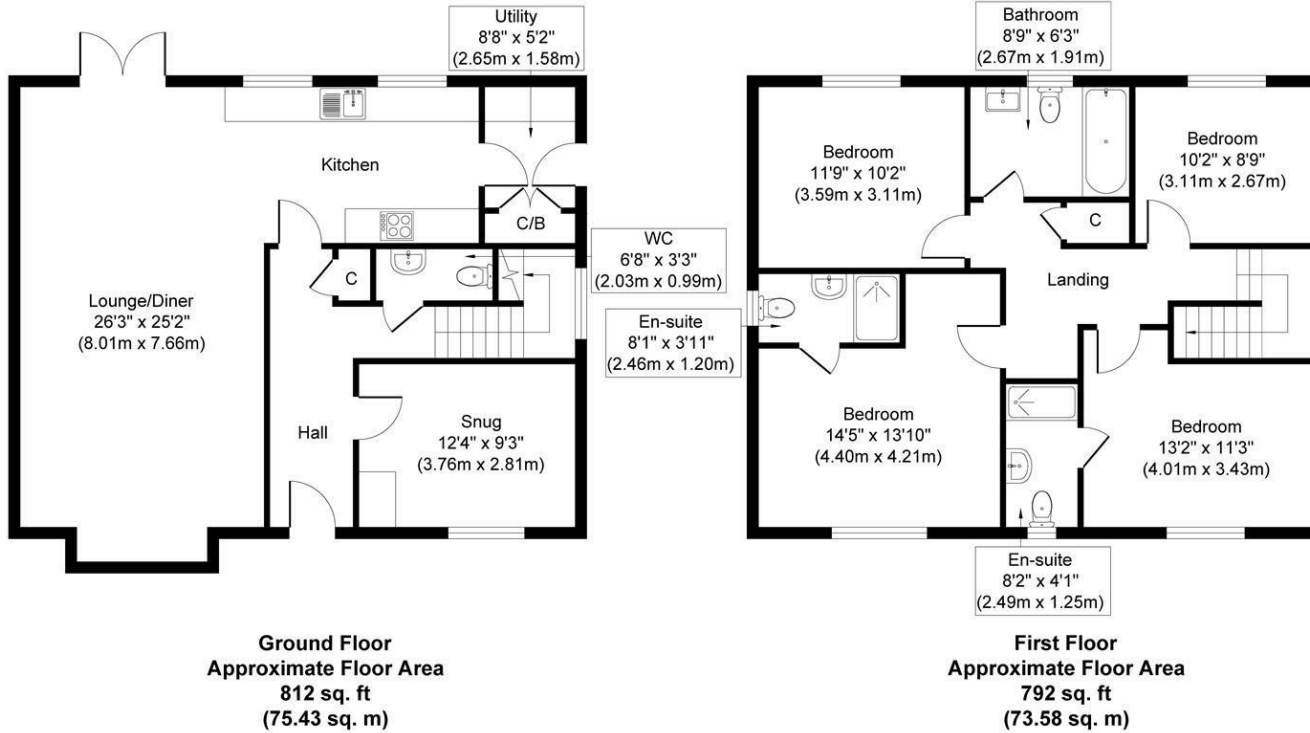 Utility
8'8" x 5'2"
(2.65m x 1.58m)
Kitchen
C/B
WC
6'8" x 3'3"
(2.03m x 0.99m)
C
Lounge/Diner
26'3" x 25'2"
(8.01m x 7.66m)
Hall
Snug
12'4" x 9'3"
(3.76m x 2.81m)
Ground Floor
Approximate Floor Area
812 sq. ft
(75.43 sq. m)
Bathroom
8'9" x 6'3"
(2.67m x 1.91m)
Bedroom
11'9" x 10'2"
(3.59m x 3.11m)
Bedroom
10'2" x 8'9"
(3.11m x 2.67m)
C
Landing
En-suite
8'1" x 3'11"
(2.46m x 1.20m)
Bedroom
14'5" x 13'10"
(4.40m x 4.21m)
Bedroom
13'2" x 11'3"
(4.01m x 3.43m)
En-suite
8'2" x 4'1"
(2.49m x 1.25m)
First Floor
Approximate Floor Area
792 sq. ft
(73.58 sq. m)